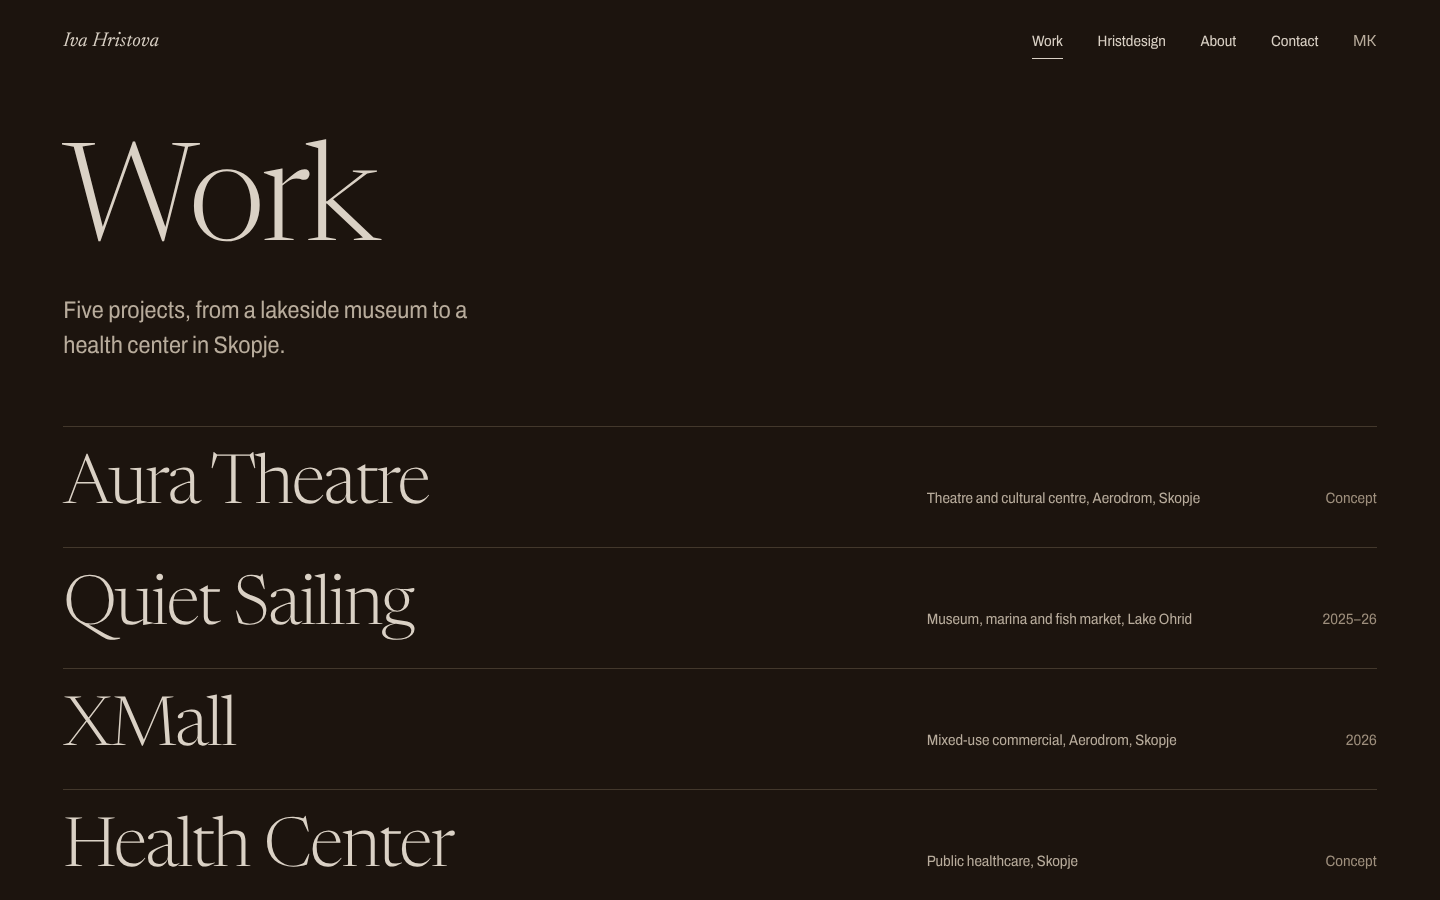 Iva Hristova
Work Hristdesign About Contact MK
Work
Five projects, from a lakeside museum to a
health center in Skopje.
Aura Theatre
Theatre and cultural centre, Aerodrom, Skopje
Concept
Quiet Sailing
Museum, marina and fish market, Lake Ohrid
2025–26
XMall
Mixed-use commercial, Aerodrom, Skopje
2026
Health Center
Public healthcare, Skopje
Concept